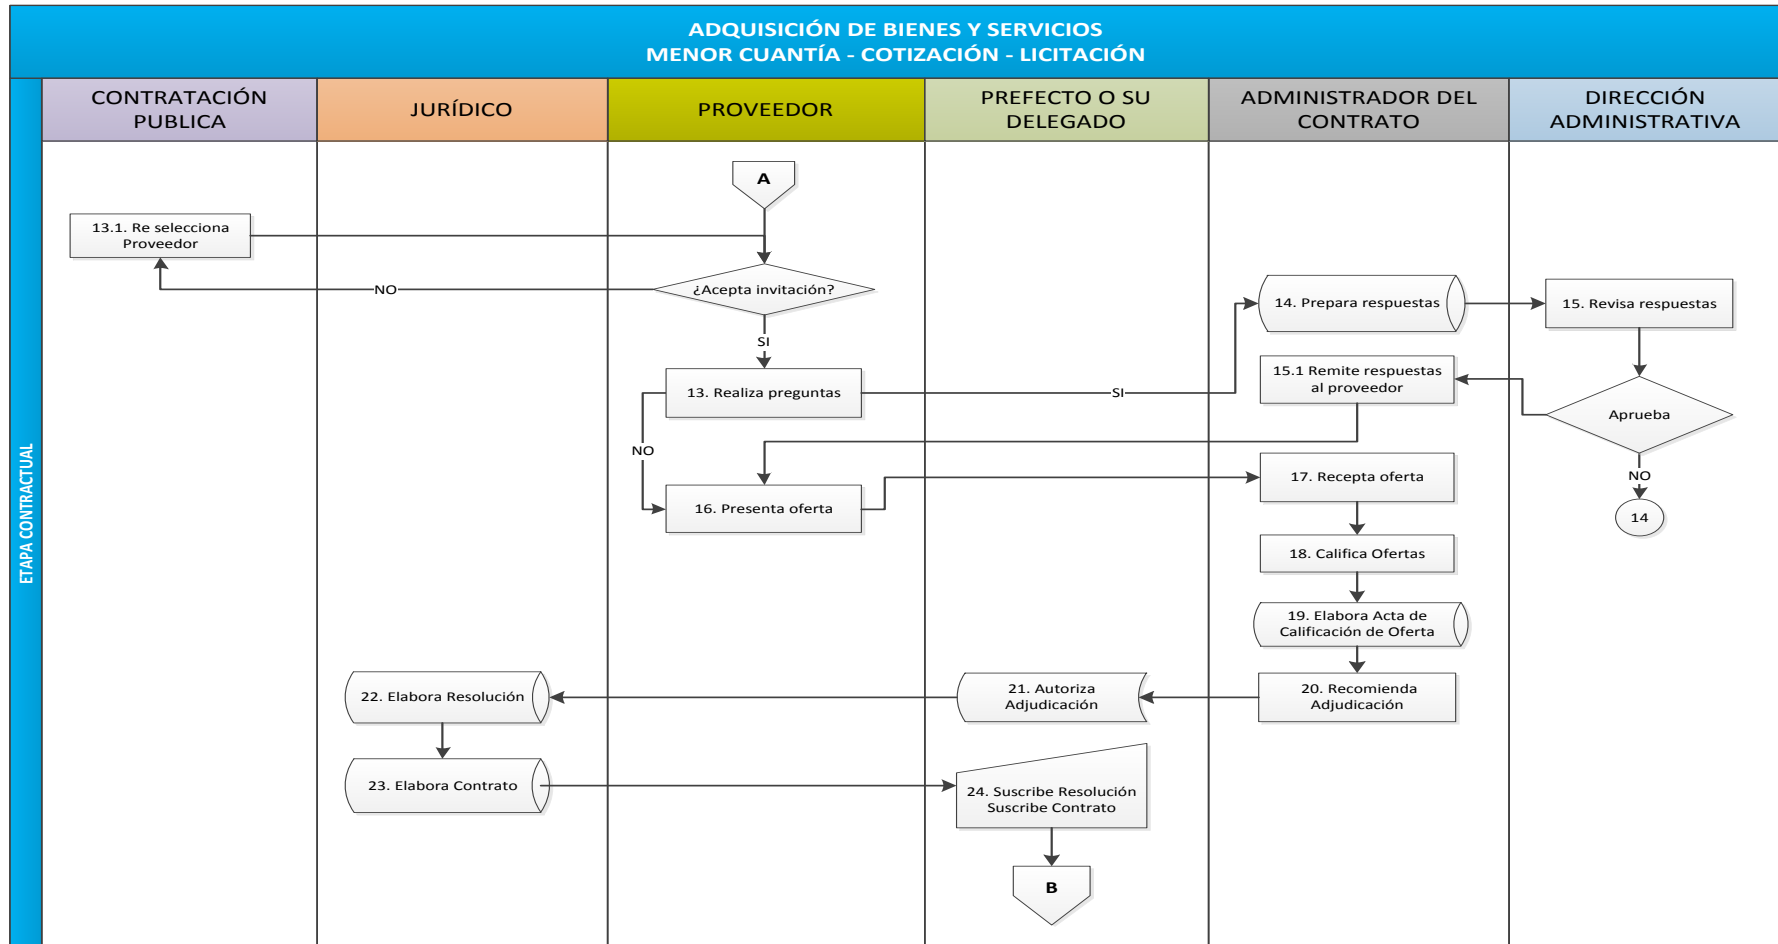 ADQUISICIÓN DE BIENES Y SERVICIOS
MENOR CUANTÍA - COTIZACIÓN - LICITACIÓN
ETAPA CONTRACTUAL
CONTRATACIÓN
PUBLICA
JURÍDICO
PROVEEDOR
PREFECTO O SU
DELEGADO
ADMINISTRADOR DEL
CONTRATO
DIRECCIÓN
ADMINISTRATIVA
A
13.1. Re selecciona
Proveedor
¿Acepta invitación?
NO
SI
14. Prepara respuestas
15. Revisa respuestas
13. Realiza preguntas
SI
15.1 Remite respuestas
al proveedor
Aprueba
NO
NO
14
16. Presenta oferta
17. Recepta oferta
18. Califica Ofertas
19. Elabora Acta de
Calificación de Oferta
20. Recomienda
Adjudicación
21. Autoriza
Adjudicación
22. Elabora Resolución
23. Elabora Contrato
24. Suscribe Resolución
Suscribe Contrato
B